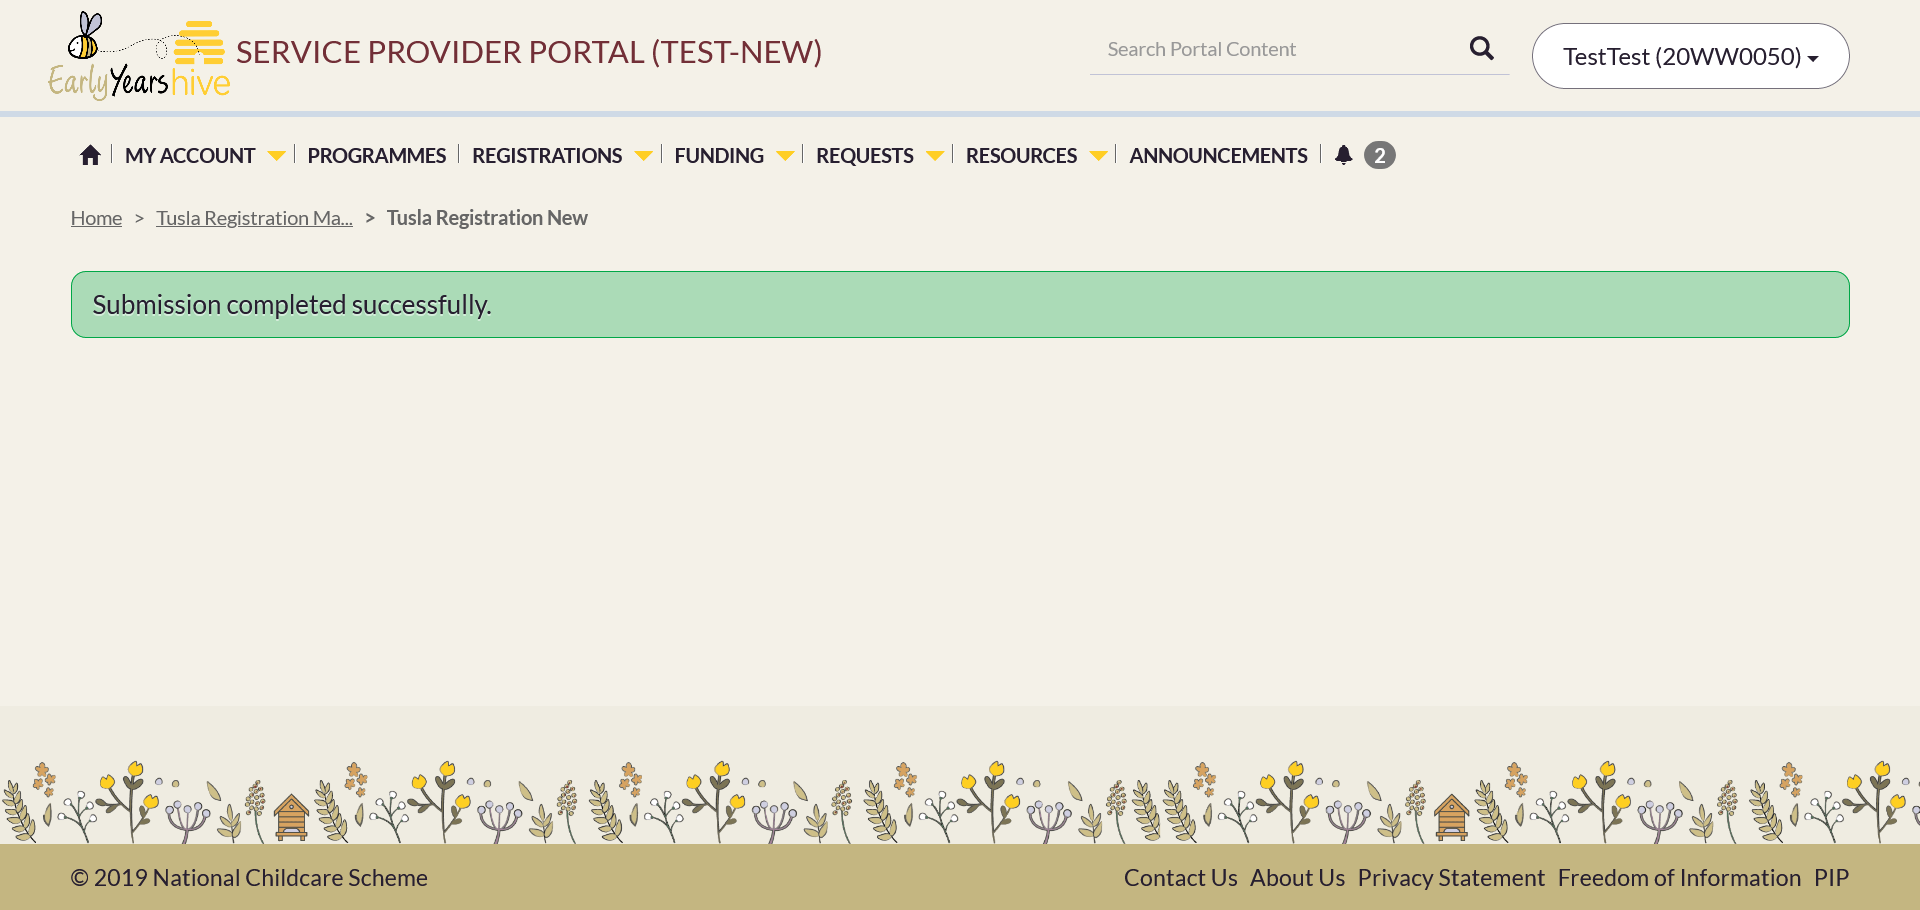 Early Years hive
SERVICE PROVIDER PORTAL (TEST-NEW)
Search Portal Content
TestTest (20WW0050)
MY ACCOUNT PROGRAMMES REGISTRATIONS FUNDING REQUESTS RESOURCES ANNOUNCEMENTS 2
Home > Tusla Registration Ma... > Tusla Registration New
Submission completed successfully.
© 2019 National Childcare Scheme
Contact Us About Us Privacy Statement Freedom of Information PIP